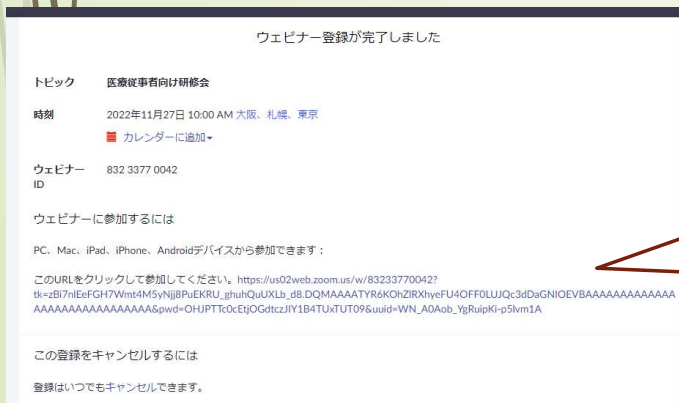 ウェビナー登録が完了しました
トピック 医療従事者向け研修会
時刻 2022年11月27日 10:00 AM 大阪、札幌、東京
カレンダーに追加
ウェビナー 832 3377 0042
ID
ウェビナーに参加するには
PC、Mac、iPad、iPhone、Androidデバイスから参加できます：
このURLをクリックして参加してください。https://us02web.zoom.us/w/83233770042?
tk=zBi7nIEeFGH7Wmt4M5yNjj8PuEKRU_ghuhQuUXLb_d8.DQMAAAATYR6KOhZlRXhyeFU4OFF0LUJQc3dDaGNIOEVBAAAAAAAAAAAAA
AAAAAAAAAAAAAAAAA&pwd=OHJPTTc0cEtjOGdtczJIY1B4TUxTUT09&uuid=WN_A0Aob_YgRuipKi-p5lvm1A
この登録をキャンセルするには
登録はいつでもキャンセルできます。